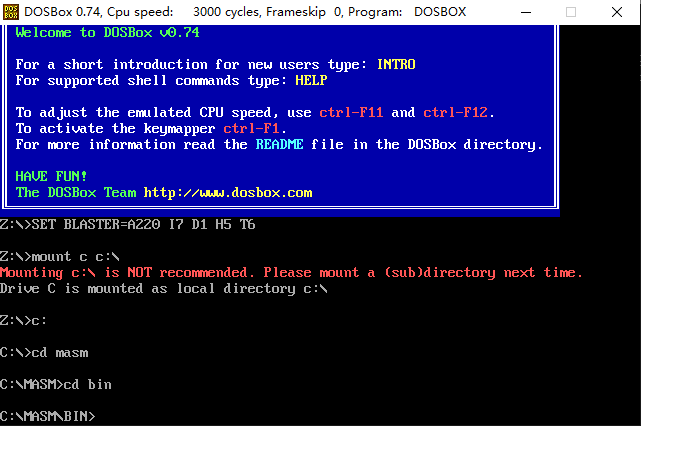 DOSBox 0.74, Cpu speed: 3000 cycles, Frameskip 0, Program: DOSBOX
Welcome to DOSBox v0.74
For a short introduction for new users type: INTRO
For supported shell commands type: HELP
To adjust the emulated CPU speed, use ctrl-F11 and ctrl-F12.
To activate the keymapper ctrl-F1.
For more information read the README file in the DOSBox directory.
HAVE FUN!
The DOSBox Team http://www.dosbox.com
Z:\>SET BLASTER=A220 I7 D1 H5 T6
Z:\>mount c c:\
Mounting c:\ is NOT recommended. Please mount a (sub)directory next time.
Drive C is mounted as local directory c:\
Z:\>c:
C:\>cd masm
C:\MASM>cd bin
C:\MASM\BIN>